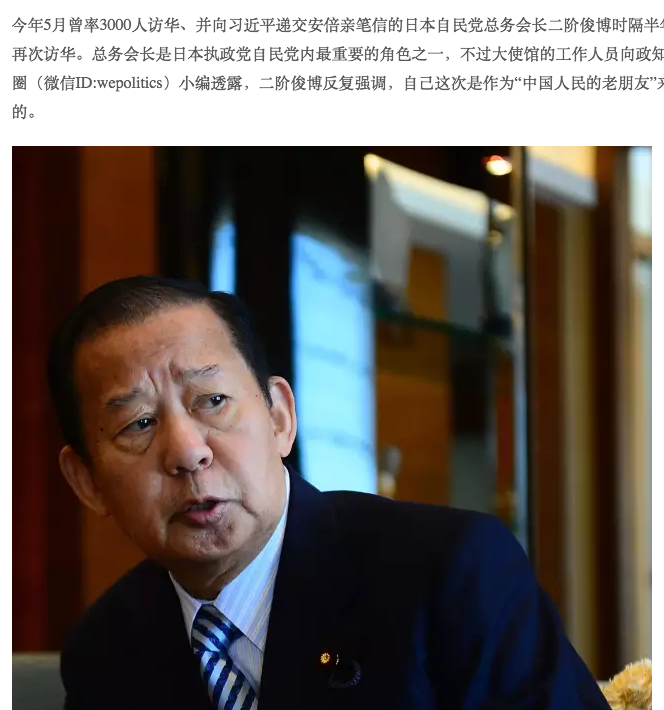 今年5月曾率3000人访华、并向习近平递交安倍亲笔信的日本自民党总务会长二阶俊博时隔半
再次访华。总务会长是日本执政党自民党内最重要的角色之一，不过大使馆的工作人员向政知
圈（微信ID:wepolitics）小编透露，二阶俊博反复强调，自己这次是作为“中国人民的老朋友”
的。